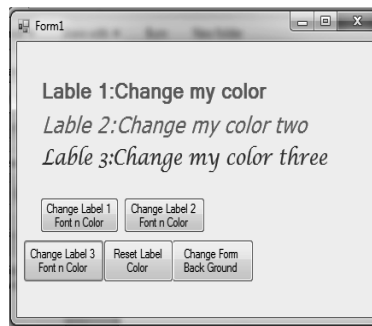 Form1
Lable 1:Change my color
Lable 2:Change my color two
Lable 3:Change my color three
Change Label 1
Font n Color
Change Label 2
Font n Color
Change Label 3
Font n Color
Reset Label
Color
Change Form
Back Ground